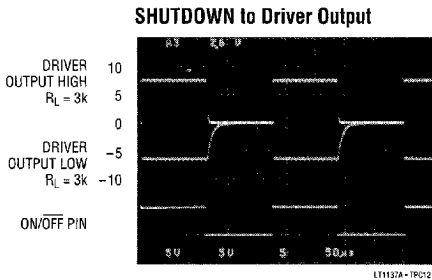 SHUTDOWN to Driver Output
DRIVER
OUTPUT HIGH
RL = 3k
10
5
0
DRIVER
OUTPUT LOW
RL = 3k
-5
-10
ON/OFF PIN
5V 5V 50µs
LT1137A • TPC12